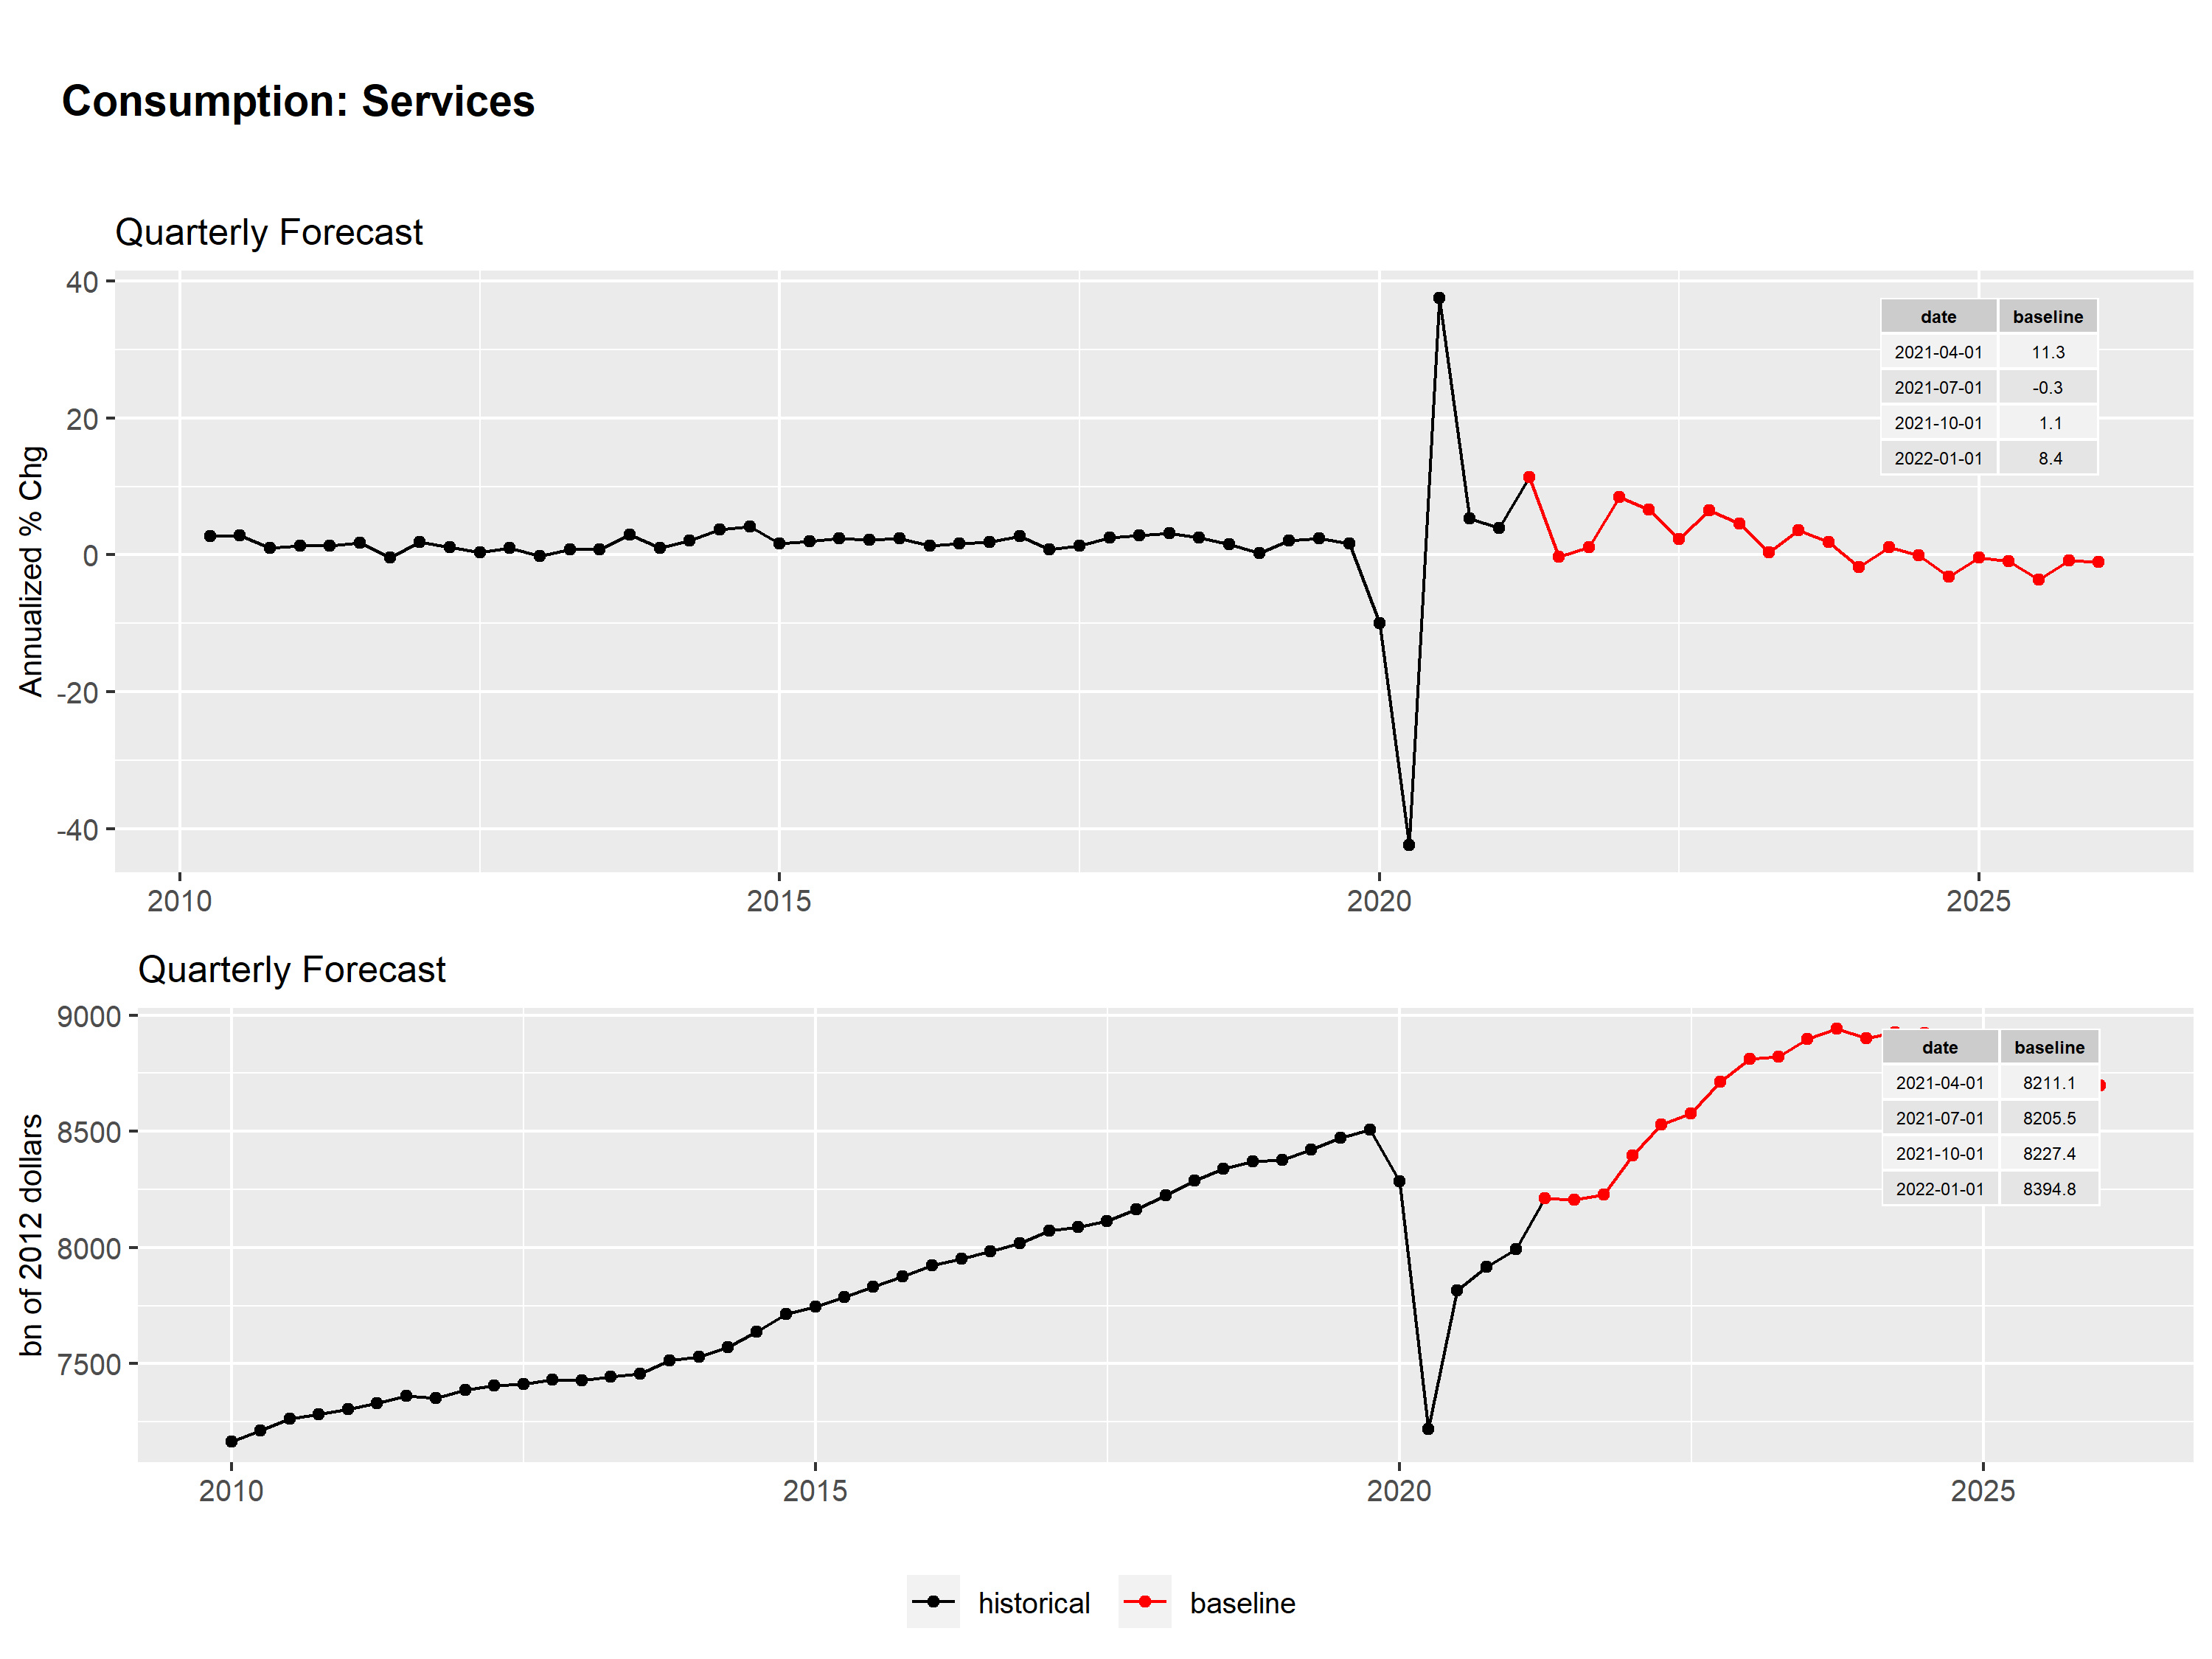 Consumption: Services
Quarterly Forecast
Annualized % Chg
40
20
0
-20
-40
date baseline
2021-04-01 11.3
2021-07-01 -0.3
2021-10-01 1.1
2022-01-01 8.4
2010 2015 2020 2025
Quarterly Forecast
bn of 2012 dollars
9000
8500
8000
7500
date baseline
2021-04-01 8211.1
2021-07-01 8205.5
2021-10-01 8227.4
2022-01-01 8394.8
2010 2015 2020 2025
historical baseline